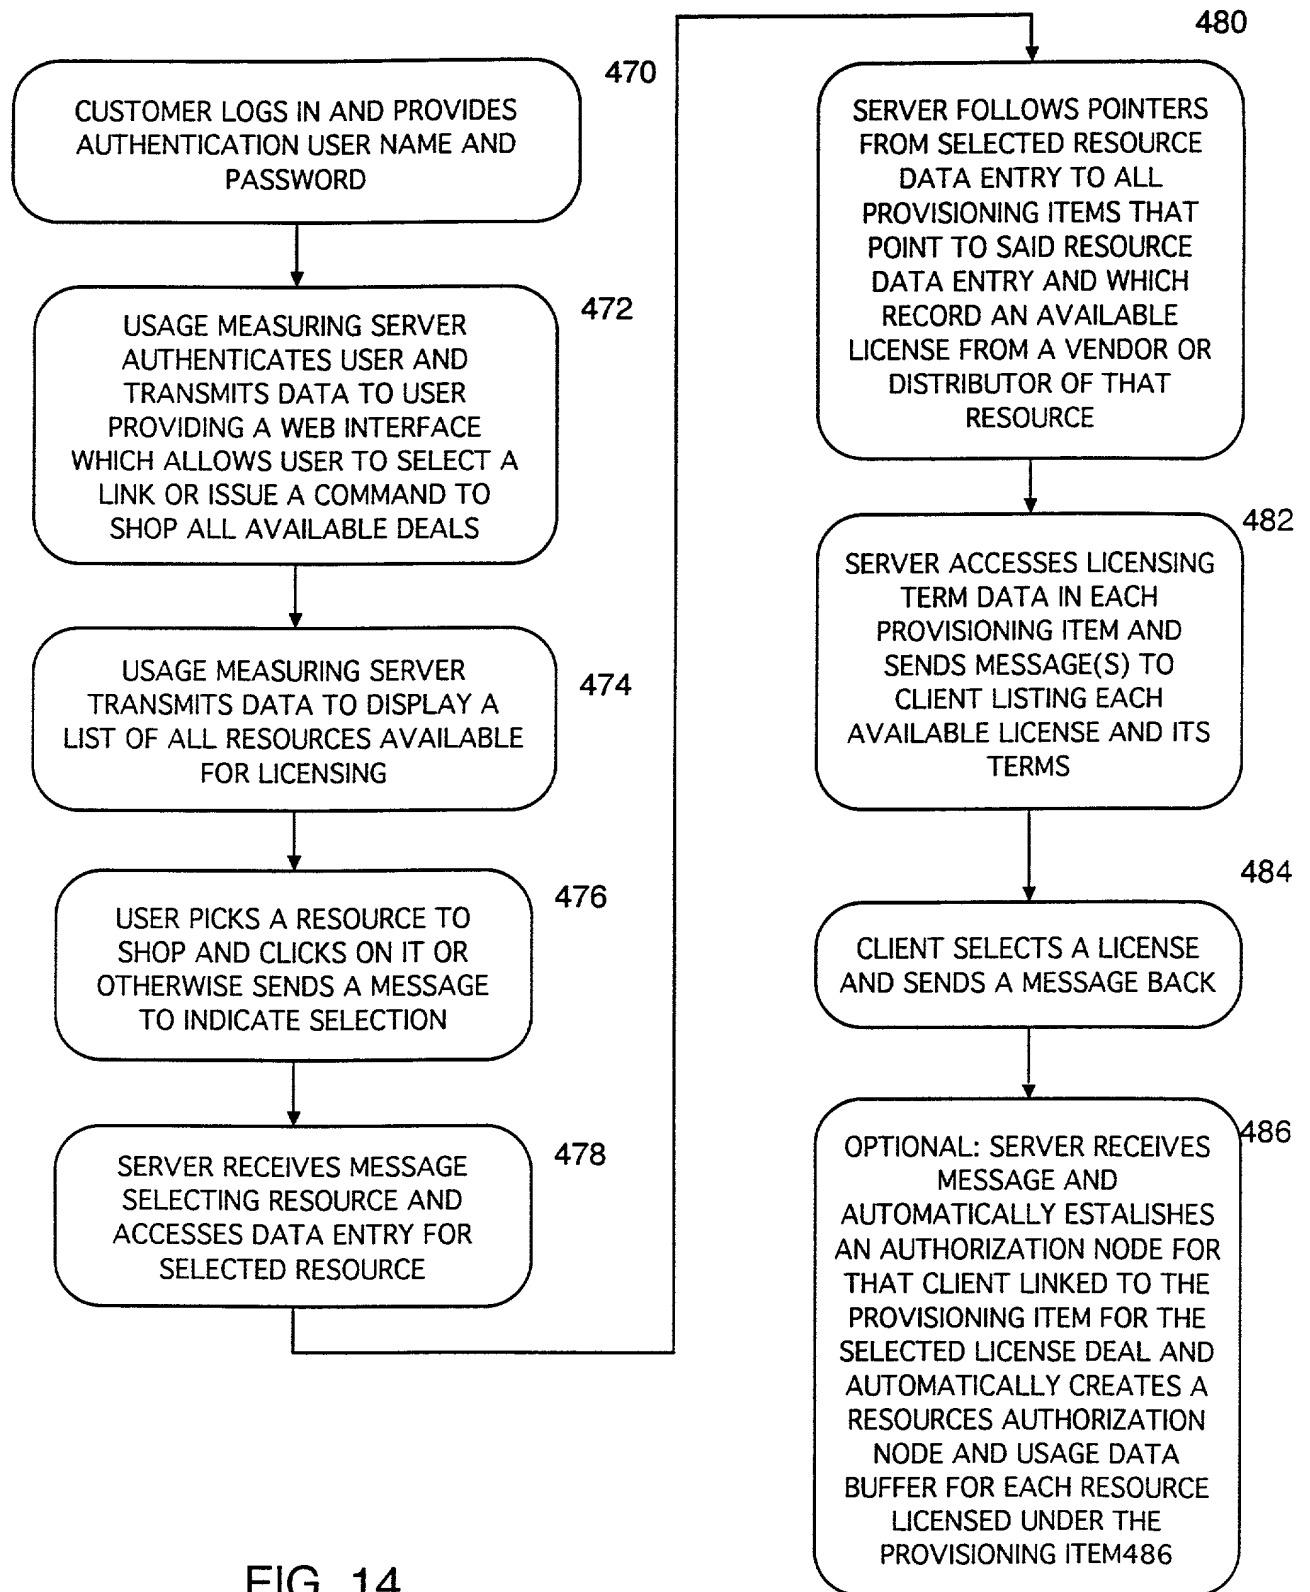 470
CUSTOMER LOGS IN AND PROVIDES
AUTHENTICATION USER NAME AND
PASSWORD
472
USAGE MEASURING SERVER
AUTHENTICATES USER AND
TRANSMITS DATA TO USER
PROVIDING A WEB INTERFACE
WHICH ALLOWS USER TO SELECT A
LINK OR ISSUE A COMMAND TO
SHOP ALL AVAILABLE DEALS
474
USAGE MEASURING SERVER
TRANSMITS DATA TO DISPLAY A
LIST OF ALL RESOURCES AVAILABLE
FOR LICENSING
476
USER PICKS A RESOURCE TO
SHOP AND CLICKS ON IT OR
OTHERWISE SENDS A MESSAGE
TO INDICATE SELECTION
478
SERVER RECEIVES MESSAGE
SELECTING RESOURCE AND
ACCESSES DATA ENTRY FOR
SELECTED RESOURCE
480
SERVER FOLLOWS POINTERS
FROM SELECTED RESOURCE
DATA ENTRY TO ALL
PROVISIONING ITEMS THAT
POINT TO SAID RESOURCE
DATA ENTRY AND WHICH
RECORD AN AVAILABLE
LICENSE FROM A VENDOR OR
DISTRIBUTOR OF THAT
RESOURCE
482
SERVER ACCESSES LICENSING
TERM DATA IN EACH
PROVISIONING ITEM AND
SENDS MESSAGE(S) TO
CLIENT LISTING EACH
AVAILABLE LICENSE AND ITS
TERMS
484
CLIENT SELECTS A LICENSE
AND SENDS A MESSAGE BACK
486
OPTIONAL: SERVER RECEIVES
MESSAGE AND
AUTOMATICALLY ESTALISHES
AN AUTHORIZATION NODE FOR
THAT CLIENT LINKED TO THE
PROVISIONING ITEM FOR THE
SELECTED LICENSE DEAL AND
AUTOMATICALLY CREATES A
RESOURCES AUTHORIZATION
NODE AND USAGE DATA
BUFFER FOR EACH RESOURCE
LICENSED UNDER THE
PROVISIONING ITEM486
FIG. 14